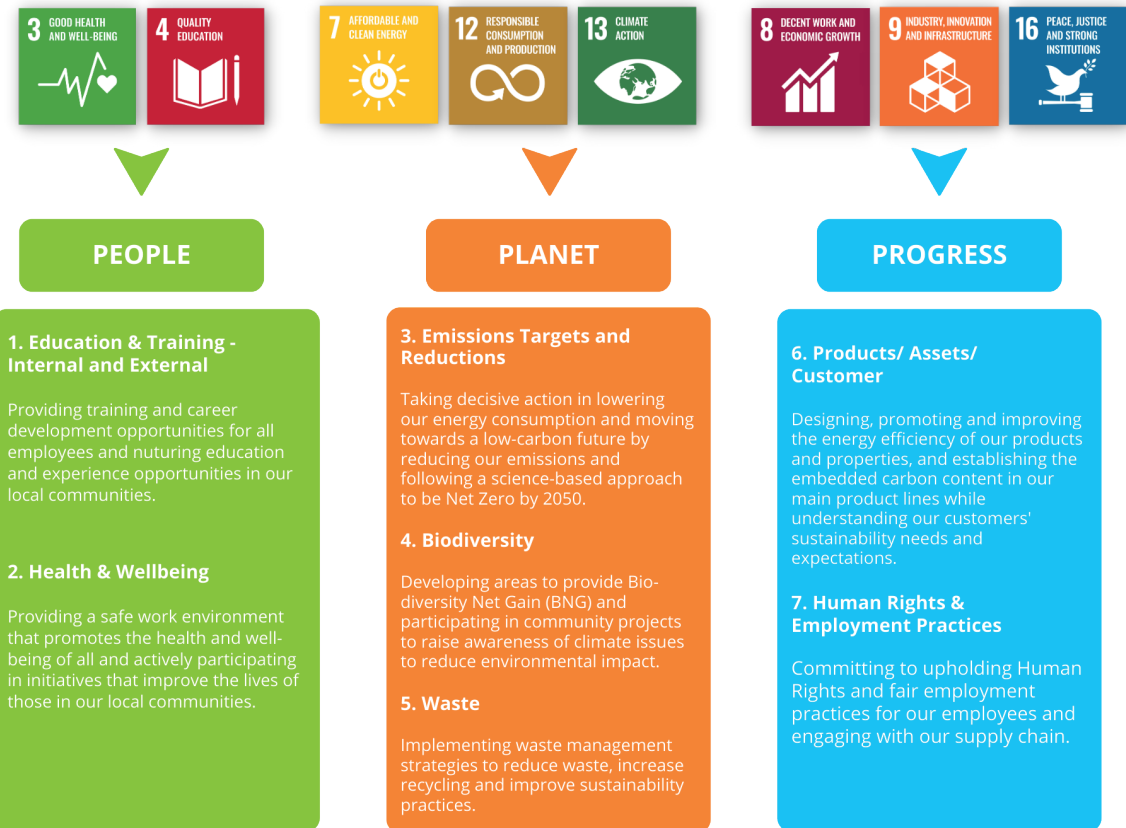 3 GOOD HEALTH
AND WELL-BEING
4 QUALITY
EDUCATION
7 AFFORDABLE AND
CLEAN ENERGY
12 RESPONSIBLE
CONSUMPTION
AND PRODUCTION
13 CLIMATE
ACTION
8 DECENT WORK AND
ECONOMIC GROWTH
9 INDUSTRY, INNOVATION
AND INFRASTRUCTURE
16 PEACE, JUSTICE
AND STRONG
INSTITUTIONS
PEOPLE
1. Education & Training -
Internal and External
Providing training and career
development opportunities for all
employees and nuturing education
and experience opportunities in our
local communities.
2. Health & Wellbeing
Providing a safe work environment
that promotes the health and well-
being of all and actively participating
in initiatives that improve the lives of
those in our local communities.
PLANET
3. Emissions Targets and
Reductions
Taking decisive action in lowering
our energy consumption and moving
towards a low-carbon future by
reducing our emissions and
following a science-based approach
to be Net Zero by 2050.
4. Biodiversity
Developing areas to provide Bio-
diversity Net Gain (BNG) and
participating in community projects
to raise awareness of climate issues
to reduce environmental impact.
5. Waste
Implementing waste management
strategies to reduce waste, increase
recycling and improve sustainability
practices.
PROGRESS
6. Products/ Assets/
Customer
Designing, promoting and improving
the energy efficiency of our products
and properties, and establishing the
embedded carbon content in our
main product lines while
understanding our customers'
sustainability needs and
expectations.
7. Human Rights &
Employment Practices
Committing to upholding Human
Rights and fair employment
practices for our employees and
engaging with our supply chain.